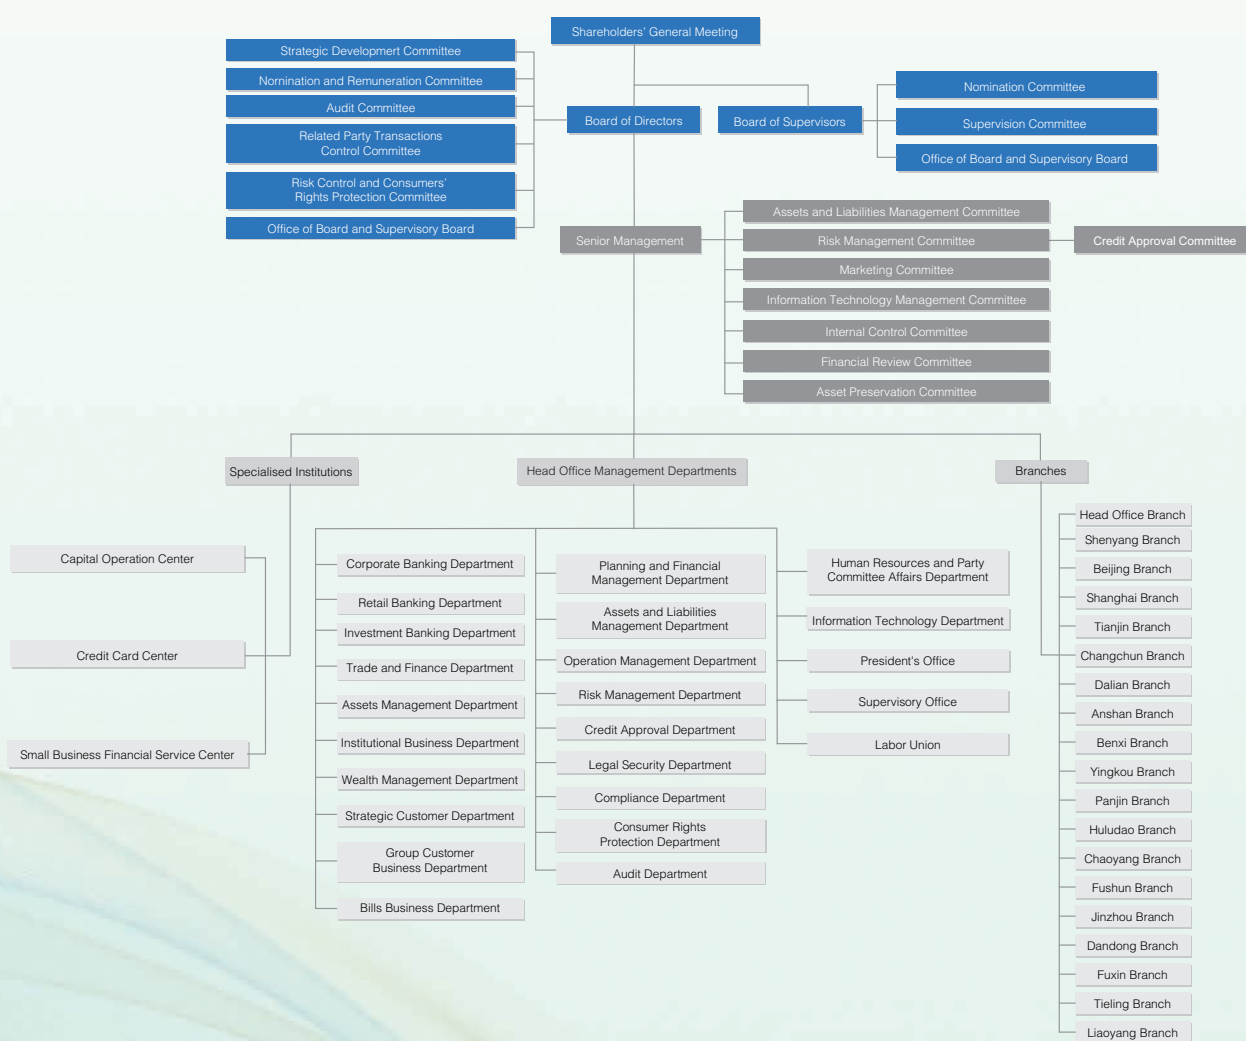 Shareholders' General Meeting
Strategic Developmert Committee
Nornination and Remuneration Committee
Audit Committee
Related Party Transactions
Control Committee
Risk Control and Consumers'
Rights Protection Committee
Office of Board and Supervisory Board
Board of Directors
Board of Supervisors
Nomination Committee
Supervision Committee
Office of Board and Supervisory Board
Senior Management
Assets and Liabilities Management Committee
Risk Management Committee
Credit Approval Committee
Marketing Committee
Information Technology Management Committee
Internal Control Committee
Financial Review Committee
Asset Preservation Committee
Specialised Institutions
Head Office Management Departments
Branches
Capital Operation Center
Credit Card Center
Small Business Financial Service Center
Corporate Banking Department
Retail Banking Department
Investment Banking Department
Trade and Finance Department
Assets Management Department
Institutional Business Department
Wealth Management Department
Strategic Customer Department
Group Customer
Business Department
Bills Business Department
Planning and Financial
Management Department
Assets and Liabilities
Management Department
Operation Management Department
Risk Management Department
Credit Approval Department
Legal Security Department
Compliance Department
Consumer Rights
Protection Department
Audit Department
Human Resources and Party
Committee Affairs Department
Information Technology Department
President's Office
Supervisory Office
Labor Union
Head Office Branch
Shenyang Branch
Beijing Branch
Shanghai Branch
Tianjin Branch
Changchun Branch
Dalian Branch
Anshan Branch
Benxi Branch
Yingkou Branch
Panjin Branch
Huludao Branch
Chaoyang Branch
Fushun Branch
Jinzhou Branch
Dandong Branch
Fuxin Branch
Tieling Branch
Liaoyang Branch